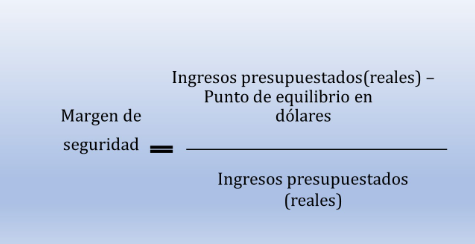 Ingresos presupuestados(reales) –
Punto de equilibrio en
dólares
Margen de
seguridad =
Ingresos presupuestados
(reales)